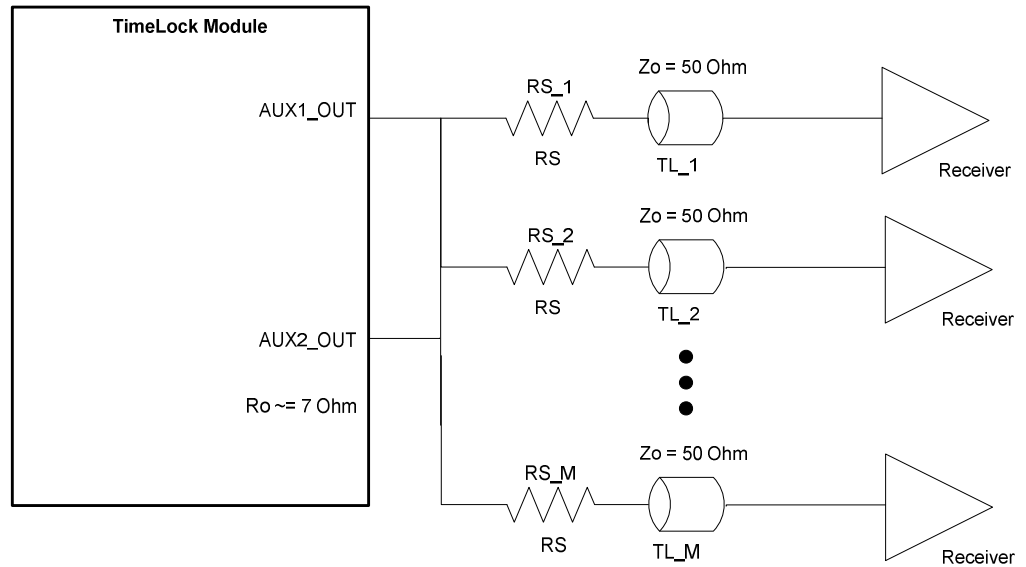 TimeLock Module
AUX1_OUT
RS_1
RS
Zo = 50 Ohm
TL_1
Receiver
RS_2
RS
Zo = 50 Ohm
TL_2
Receiver
AUX2_OUT
Ro ~= 7 Ohm
RS_M
RS
Zo = 50 Ohm
TL_M
Receiver